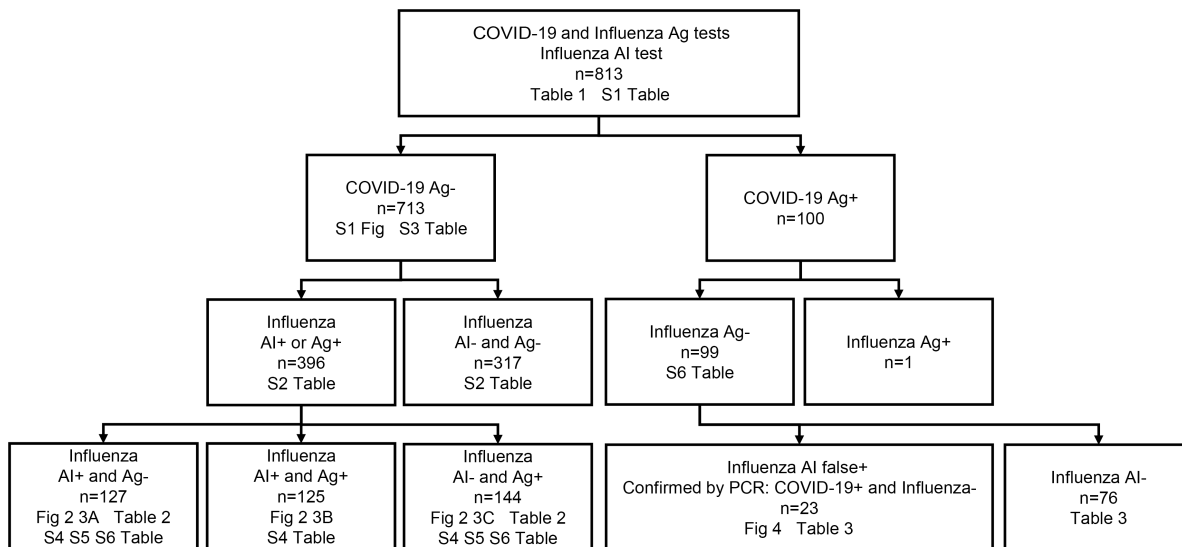 COVID-19 and Influenza Ag tests
Influenza AI test
n=813
Table 1 S1 Table
COVID-19 Ag-
n=713
S1 Fig S3 Table
COVID-19 Ag+
n=100
Influenza
AI+ or Ag+
n=396
S2 Table
Influenza
AI- and Ag-
n=317
S2 Table
Influenza Ag-
n=99
S6 Table
Influenza Ag+
n=1
Influenza
AI+ and Ag-
n=127
Fig 2 3A Table 2
S4 S5 S6 Table
Influenza
AI+ and Ag+
n=125
Fig 2 3B
S4 Table
Influenza
AI- and Ag+
n=144
Fig 2 3C Table 2
S4 S5 S6 Table
Influenza AI false+
Confirmed by PCR: COVID-19+ and Influenza-
n=23
Fig 4 Table 3
Influenza AI-
n=76
Table 3